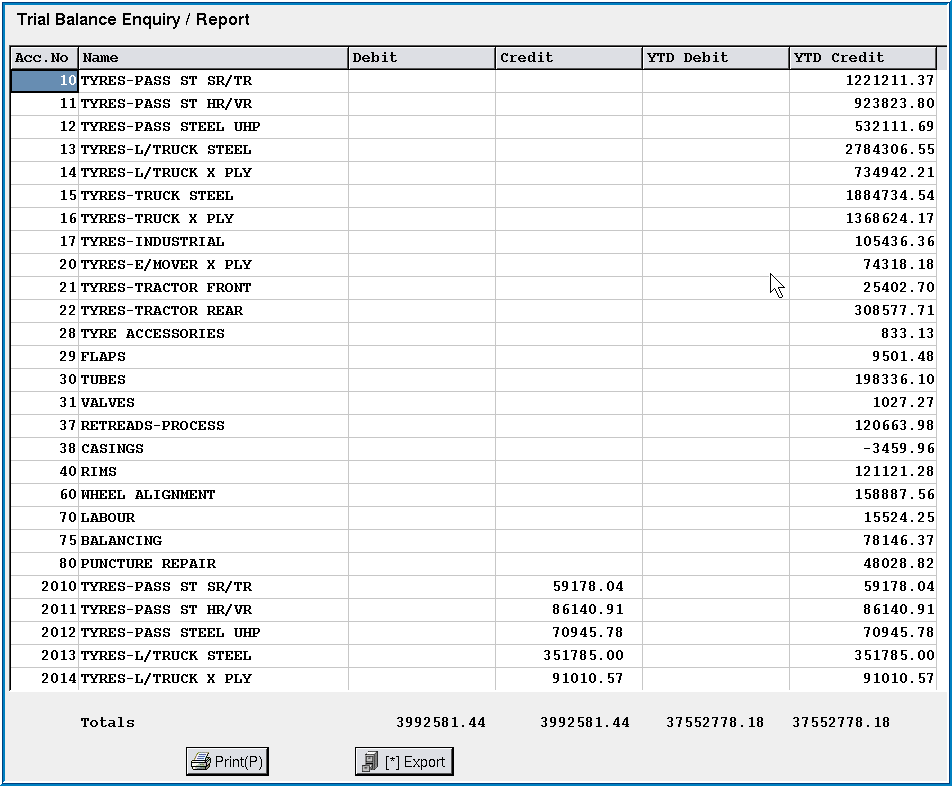 Trial Balance Enquiry / Report
Acc.No Name Debit Credit YTD Debit YTD Credit
10 TYRES-PASS ST SR/TR 1221211.37
11 TYRES-PASS ST HR/VR 923823.80
12 TYRES-PASS STEEL UHP 532111.69
13 TYRES-L/TRUCK STEEL 2784306.55
14 TYRES-L/TRUCK X PLY 734942.21
15 TYRES-TRUCK STEEL 1884734.54
16 TYRES-TRUCK X PLY 1368624.17
17 TYRES-INDUSTRIAL 105436.36
20 TYRES-E/MOVER X PLY 74318.18
21 TYRES-TRACTOR FRONT 25402.70
22 TYRES-TRACTOR REAR 308577.71
28 TYRE ACCESSORIES 833.13
29 FLAPS 9501.48
30 TUBES 198336.10
31 VALVES 1027.27
37 RETREADS-PROCESS 120663.98
38 CASINGS -3459.96
40 RIMS 121121.28
60 WHEEL ALIGNMENT 158887.56
70 LABOUR 15524.25
75 BALANCING 78146.37
80 PUNCTURE REPAIR 48028.82
2010 TYRES-PASS ST SR/TR 59178.04 59178.04
2011 TYRES-PASS ST HR/VR 86140.91 86140.91
2012 TYRES-PASS STEEL UHP 70945.78 70945.78
2013 TYRES-L/TRUCK STEEL 351785.00 351785.00
2014 TYRES-L/TRUCK X PLY 91010.57 91010.57
Totals 3992581.44 3992581.44 37552778.18 37552778.18
Print(P) [*] Export